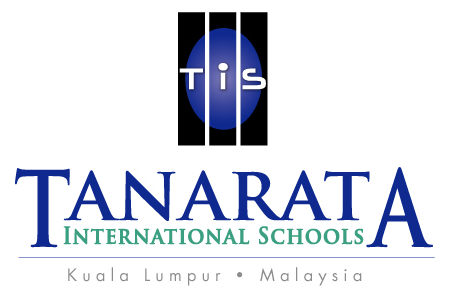 TiS
TANARATA
INTERNATIONAL SCHOOLS
Kuala Lumpur • Malaysia